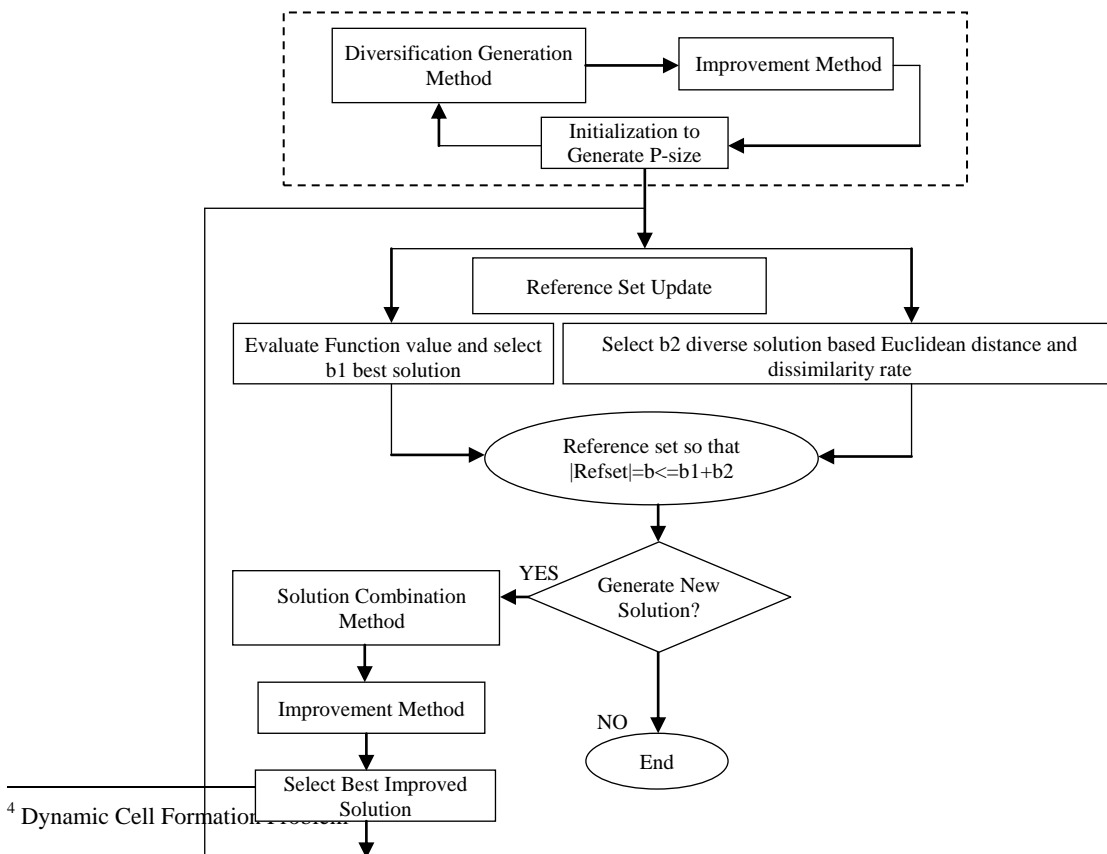 Diversification Generation
Method
Improvement Method
Initialization to
Generate P-size
Reference Set Update
Evaluate Function value and select
b1 best solution
Select b2 diverse solution based Euclidean distance and
dissimilarity rate
Reference set so that
|Refset|=b<=b1+b2
YES
Generate New
Solution?
Solution Combination
Method
Improvement Method
NO
End
Select Best Improved
Solution
4 Dynamic Cell Formation Problem